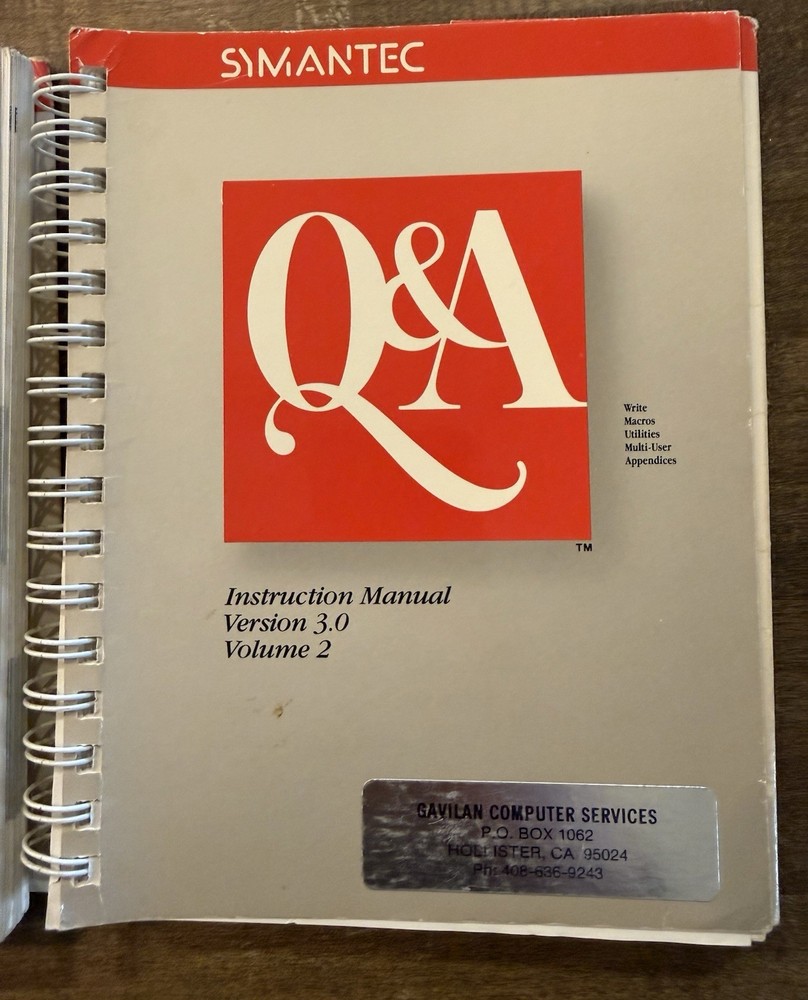 SYMANTEC
Q&A
Write
Macros
Utilities
Multi-User
Appendices
TM
Instruction Manual
Version 3.0
Volume 2
GAVILAN COMPUTER SERVICES
P.O. BOX 1062
HOLLISTER, CA 95024
Ph: 408-636-9243